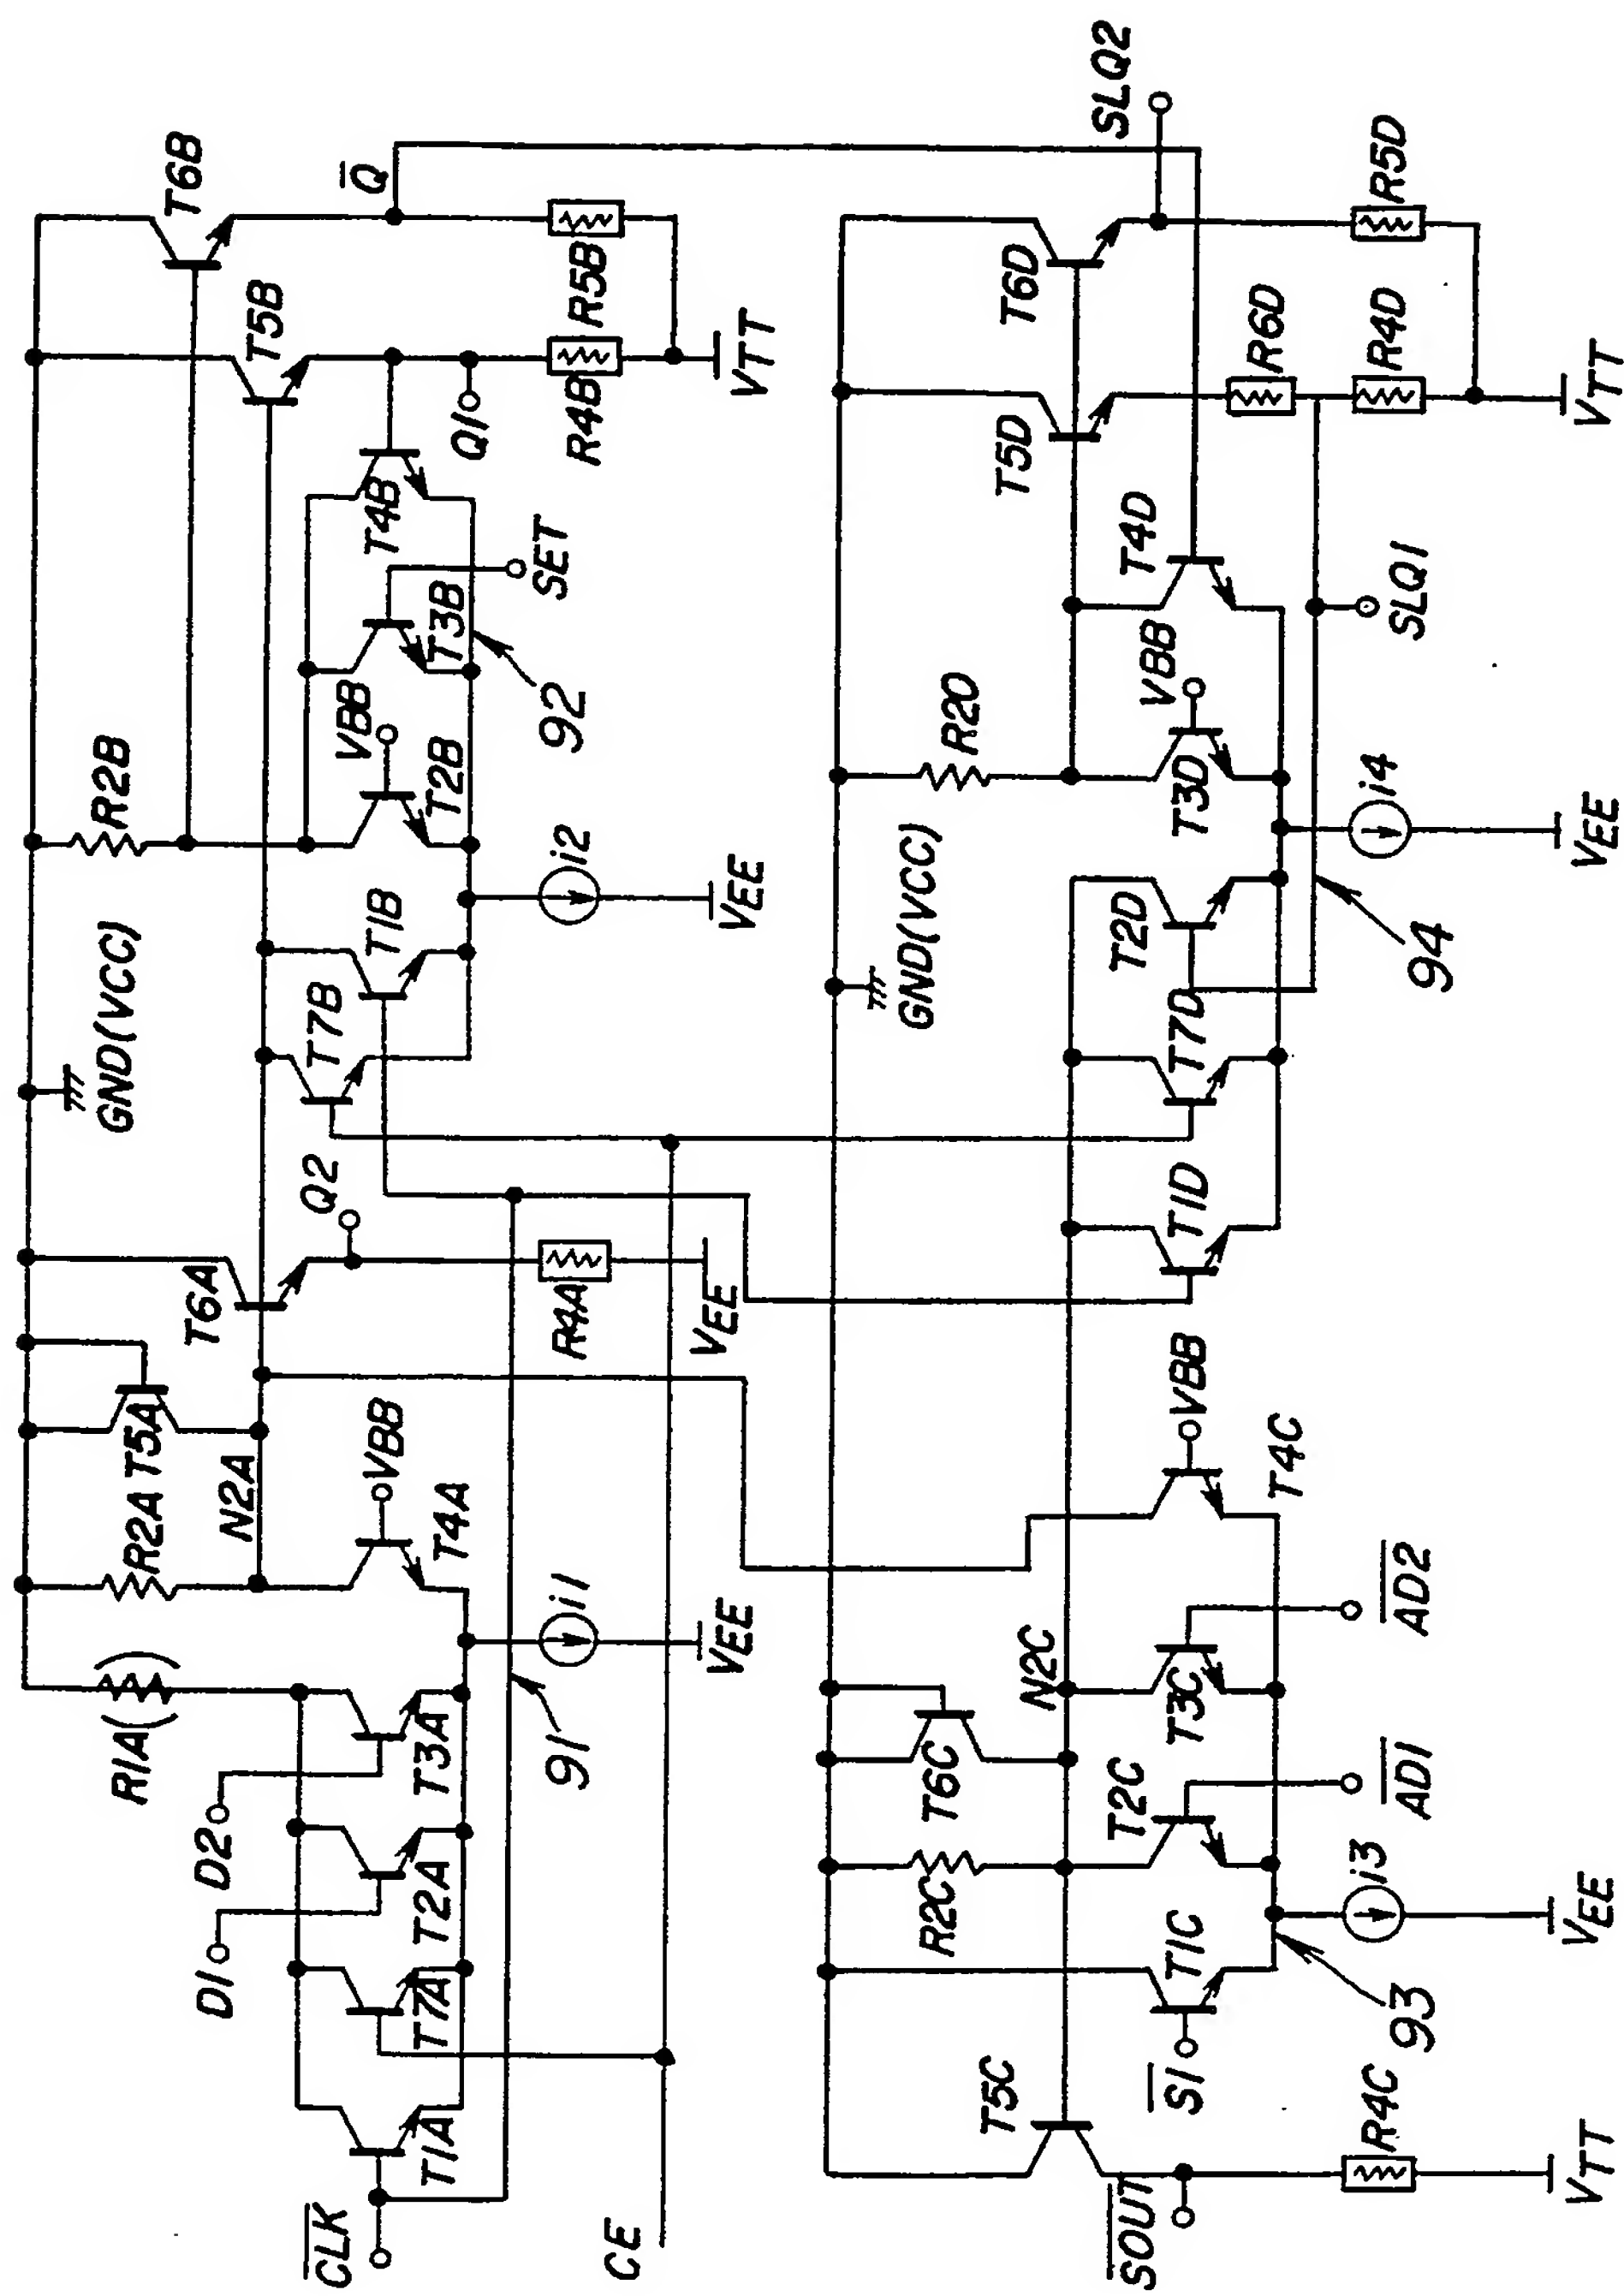 T6B
Q
T5B
R5B
R4B
VTT
Q1
T4B
SET
T3B
VBB
92
R2B
T2B
i2
VEE
T1B
T7B
GND(VCC)
Q2
T6A
R4A
VEE
T5A
VBB
N2A
R2A
T4A
i1
VEE
R1A
91
T3A
D2
T2A
D1
T7A
T1A
CLK
CE
SLQ2
R5D
T6D
R6D
R4D
T5D
VTT
T4D
SLQ1
VBB
R20
T3D
i4
VEE
GND(VCC)
T2D
94
T7D
T1D
VBB
T4C
AD2
N2C
T3C
T6C
AD1
T2C
i3
R2C
VEE
T1C
93
T5C
SI
R4C
SOUT
VTT